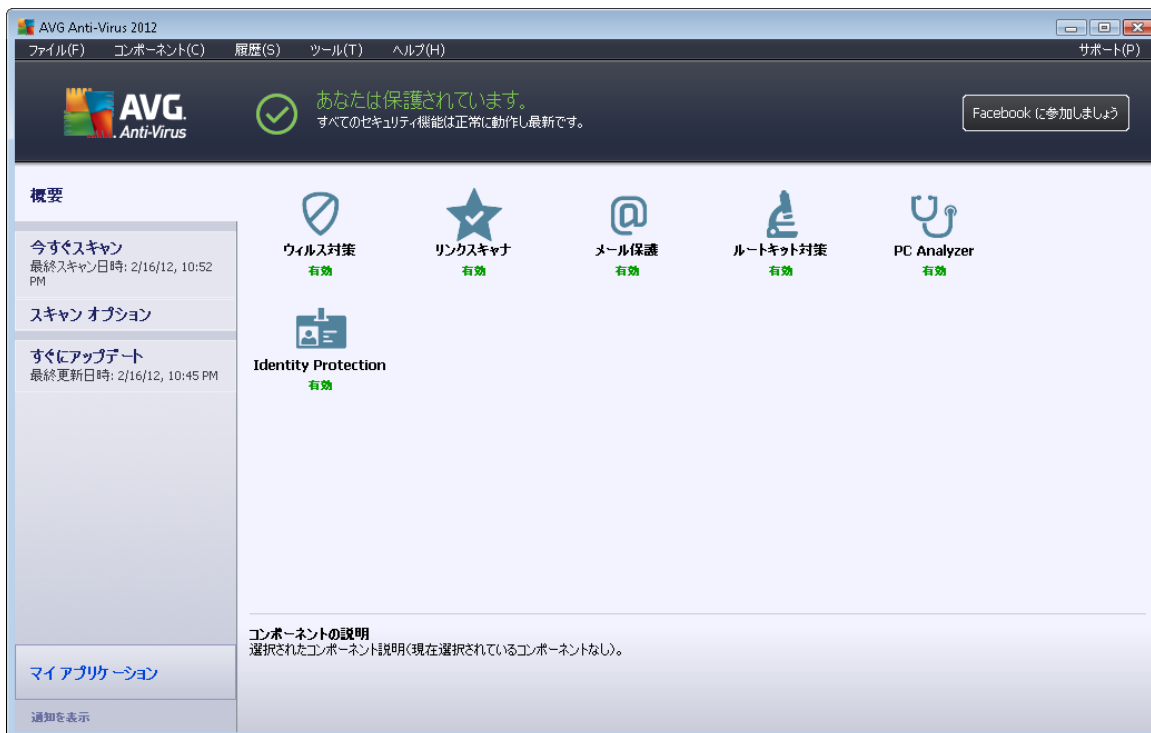 AVG Anti-Virus 2012
ファイル(F) コンポーネント(C) 履歴(S) ツール(T) ヘルプ(H) サポート(P)
AVG.
Anti-Virus
あなたは保護されています。
すべてのセキュリティ機能は正常に動作し最新です。
Facebook に参加しましょう
概要
今すぐスキャン
最終スキャン日時: 2/16/12, 10:52
PM
スキャン オプション
すぐにアップデート
最終更新日時: 2/16/12, 10:45 PM
ウィルス対策
有効
リンクスキャナ
有効
メール保護
有効
ルートキット対策
有効
PC Analyzer
有効
Identity Protection
有効
コンポーネントの説明
選択されたコンポーネント説明(現在選択されているコンポーネントなし)。
マイ アプリケーション
通知を表示